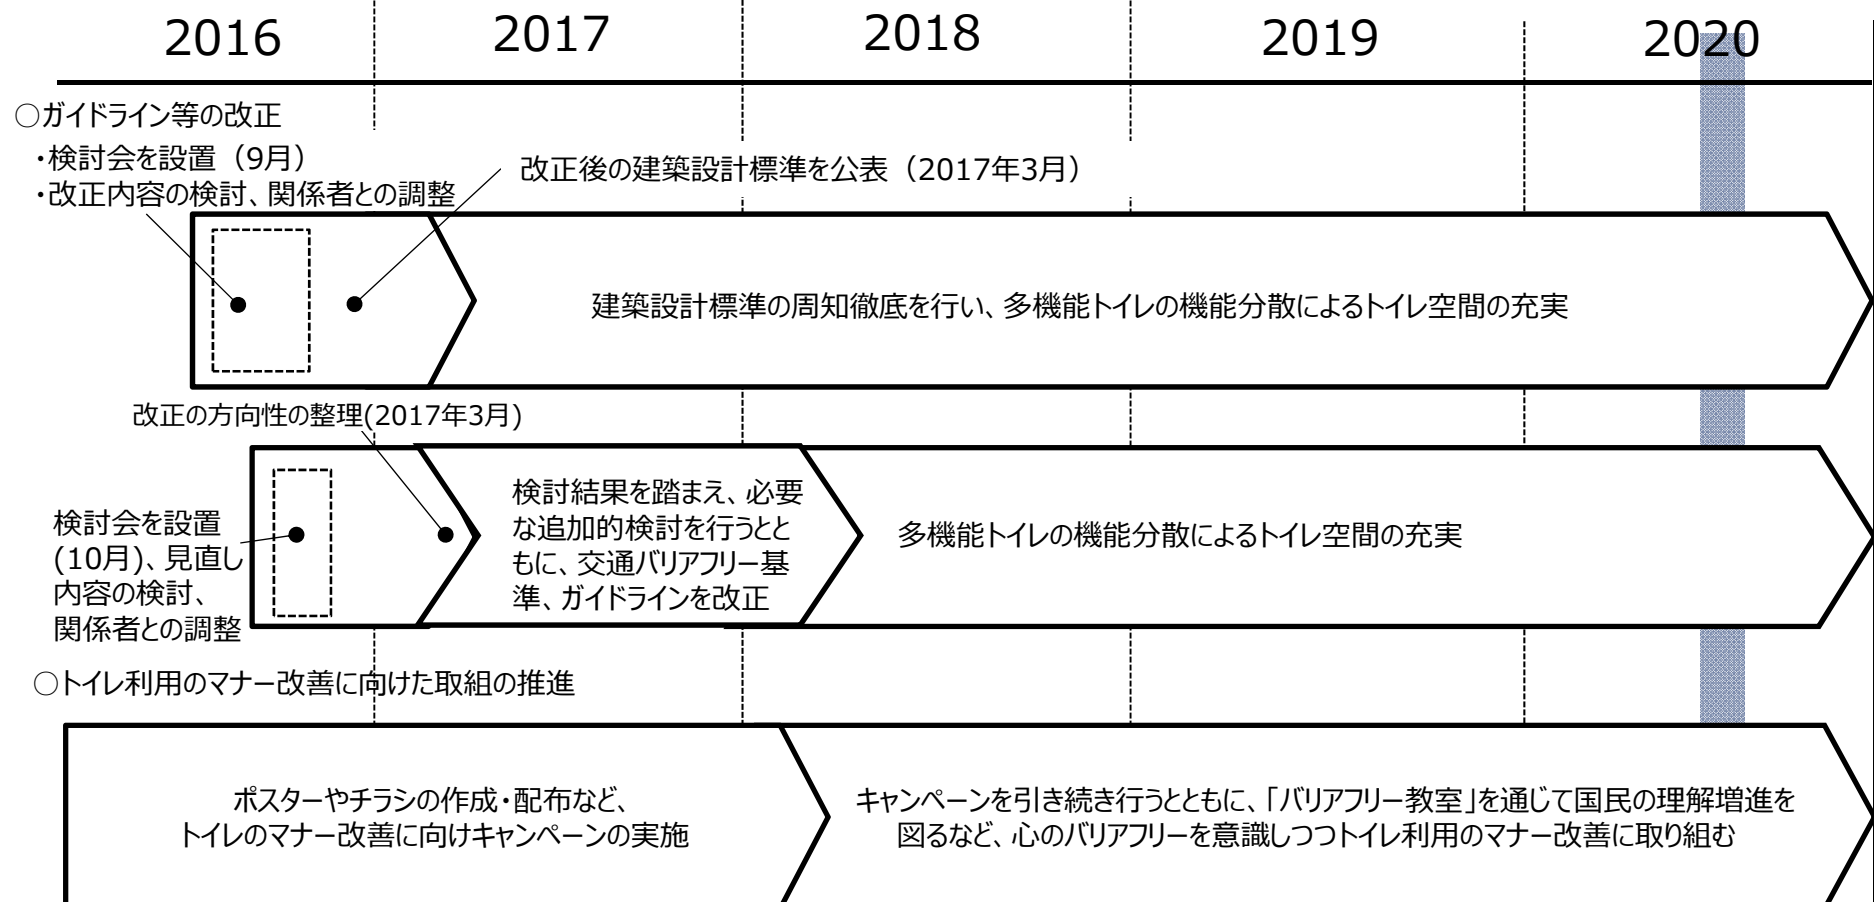 2016
2017
2018
2019
2020
○ガイドライン等の改正
・検討会を設置（9月）
・改正内容の検討、関係者との調整
改正後の建築設計標準を公表（2017年3月）
建築設計標準の周知徹底を行い、多機能トイレの機能分散によるトイレ空間の充実
改正の方向性の整理(2017年3月)
検討会を設置
(10月)、見直し
内容の検討、
関係者との調整
検討結果を踏まえ、必要
な追加的検討を行うとと
もに、交通バリアフリー基
準、ガイドラインを改正
多機能トイレの機能分散によるトイレ空間の充実
○トイレ利用のマナー改善に向けた取組の推進
ポスターやチラシの作成・配布など、
トイレのマナー改善に向けキャンペーンの実施
キャンペーンを引き続き行うとともに、「バリアフリー教室」を通じて国民の理解増進を
図るなど、心のバリアフリーを意識しつつトイレ利用のマナー改善に取り組む